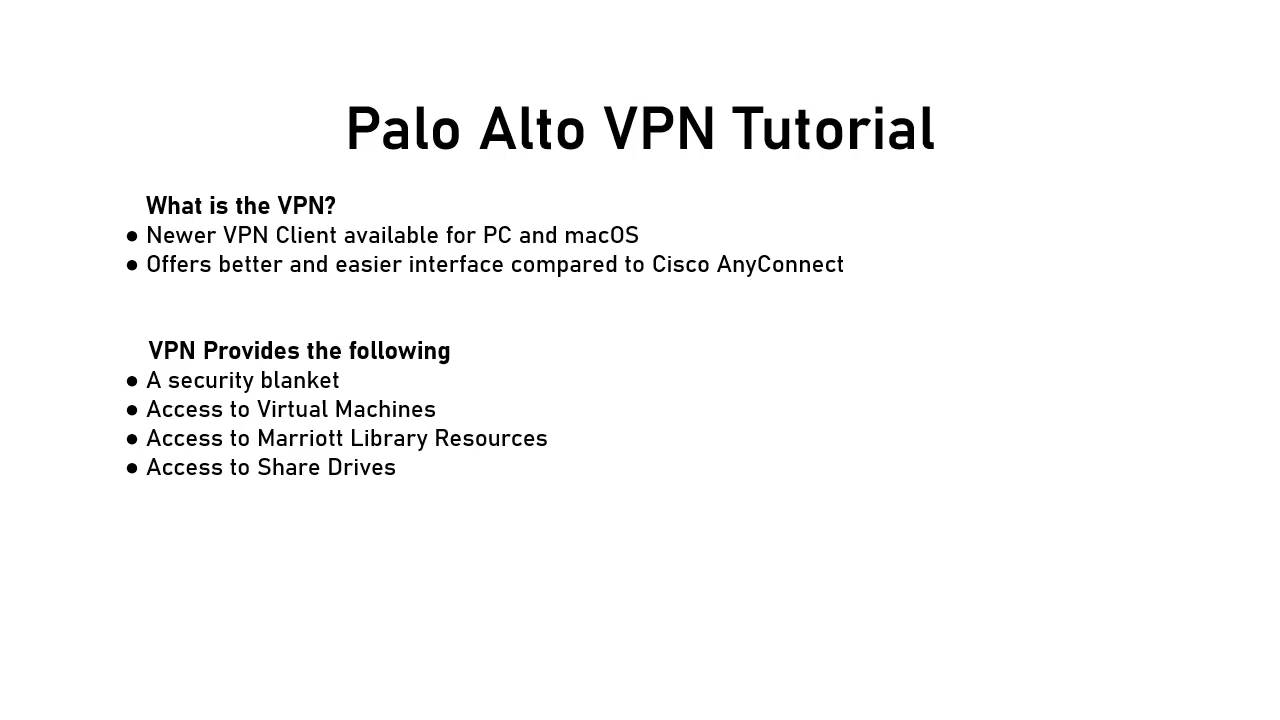 Palo Alto VPN Tutorial
What is the VPN?
● Newer VPN Client available for PC and macOS
● Offers better and easier interface compared to Cisco AnyConnect
VPN Provides the following
● A security blanket
● Access to Virtual Machines
● Access to Marriott Library Resources
● Access to Share Drives